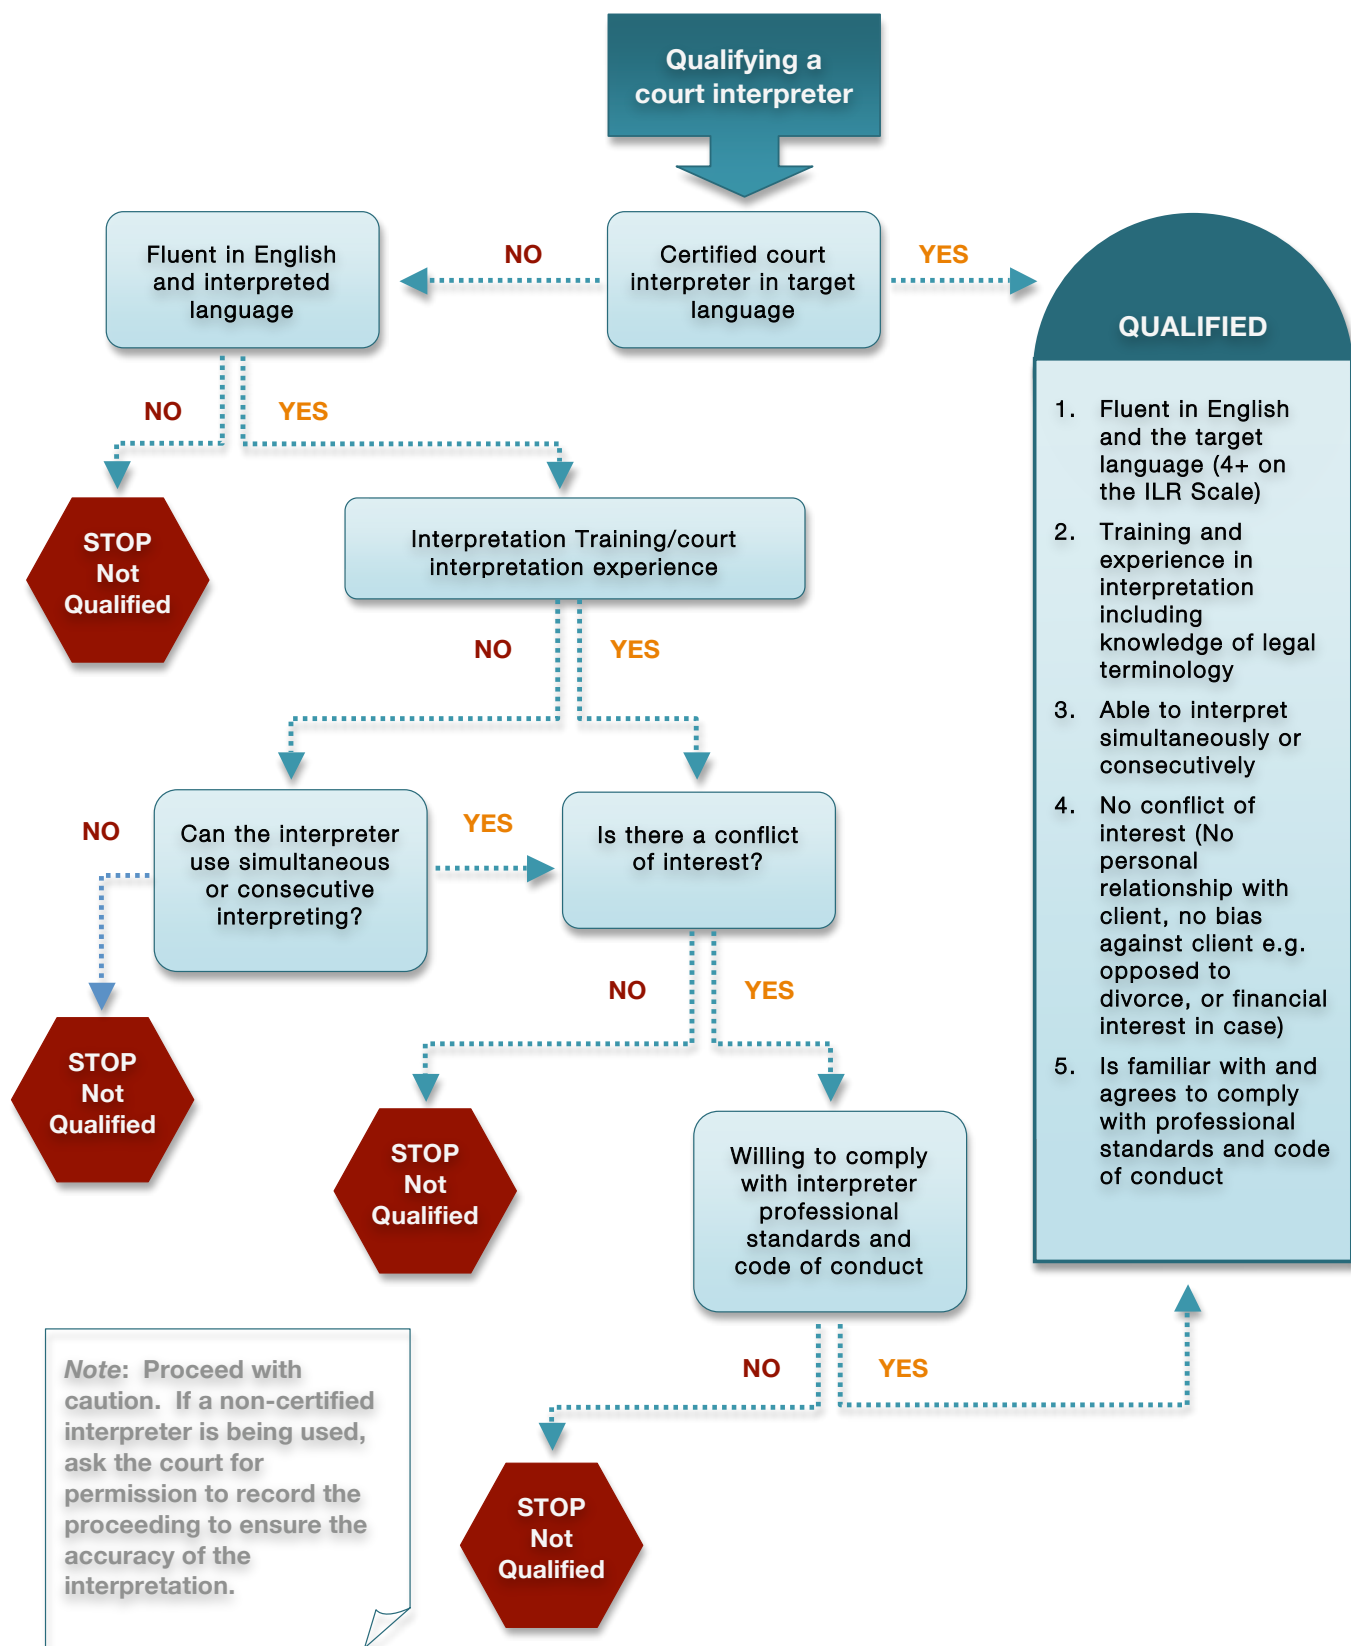 Qualifying a
court interpreter
Fluent in English
and interpreted
language
NO
Certified court
interpreter in target
language
YES
QUALIFIED
1. Fluent in English
and the target
language (4+ on
the ILR Scale)
2. Training and
experience in
interpretation
including
knowledge of legal
terminology
3. Able to interpret
simultaneously or
consecutively
4. No conflict of
interest (No
personal
relationship with
client, no bias
against client e.g.
opposed to
divorce, or financial
interest in case)
5. Is familiar with and
agrees to comply
with professional
standards and code
of conduct
NO
YES
STOP
Not
Qualified
Interpretation Training/court
interpretation experience
NO
YES
NO
Can the interpreter
use simultaneous
or consecutive
interpreting?
YES
Is there a conflict
of interest?
STOP
Not
Qualified
NO
YES
STOP
Not
Qualified
Willing to comply
with interpreter
professional
standards and
code of conduct
NO
YES
STOP
Not
Qualified
Note: Proceed with
caution. If a non-certified
interpreter is being used,
ask the court for
permission to record the
proceeding to ensure the
accuracy of the
interpretation.